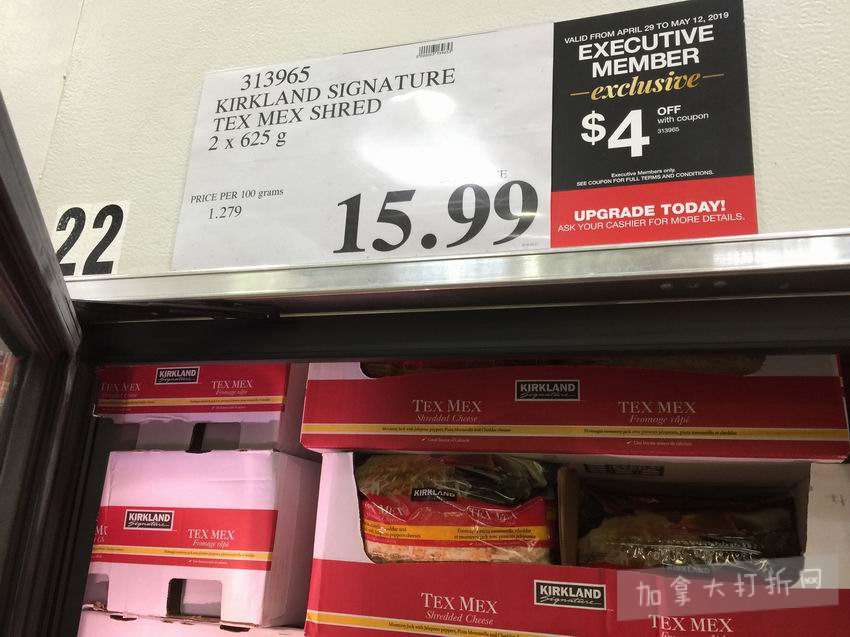 313965
KIRKLAND SIGNATURE
TEX MEX SHRED
2 x 625 g
PRICE PER 100 grams
1.279
15.99
VALID FROM APRIL 29 TO MAY 12, 2019
EXECUTIVE
MEMBER
exclusive
$4 OFF
with coupon
313965
Executive Members only.
SEE COUPON FOR FULL TERMS AND CONDITIONS.
UPGRADE TODAY!
ASK YOUR CASHIER FOR MORE DETAILS.
22
KIRKLAND
Signature
TEX MEX
Fromage râpé
KIRKLAND
Signature
TEX MEX
Shredded Cheese
TEX MEX
Fromage râpé
KIRKLAND
Signature
TEX MEX
Fromage râpé
KIRKLAND
KIRKLAND
Signature
TEX MEX
Shredded Cheese
TEX MEX
加拿大打折网